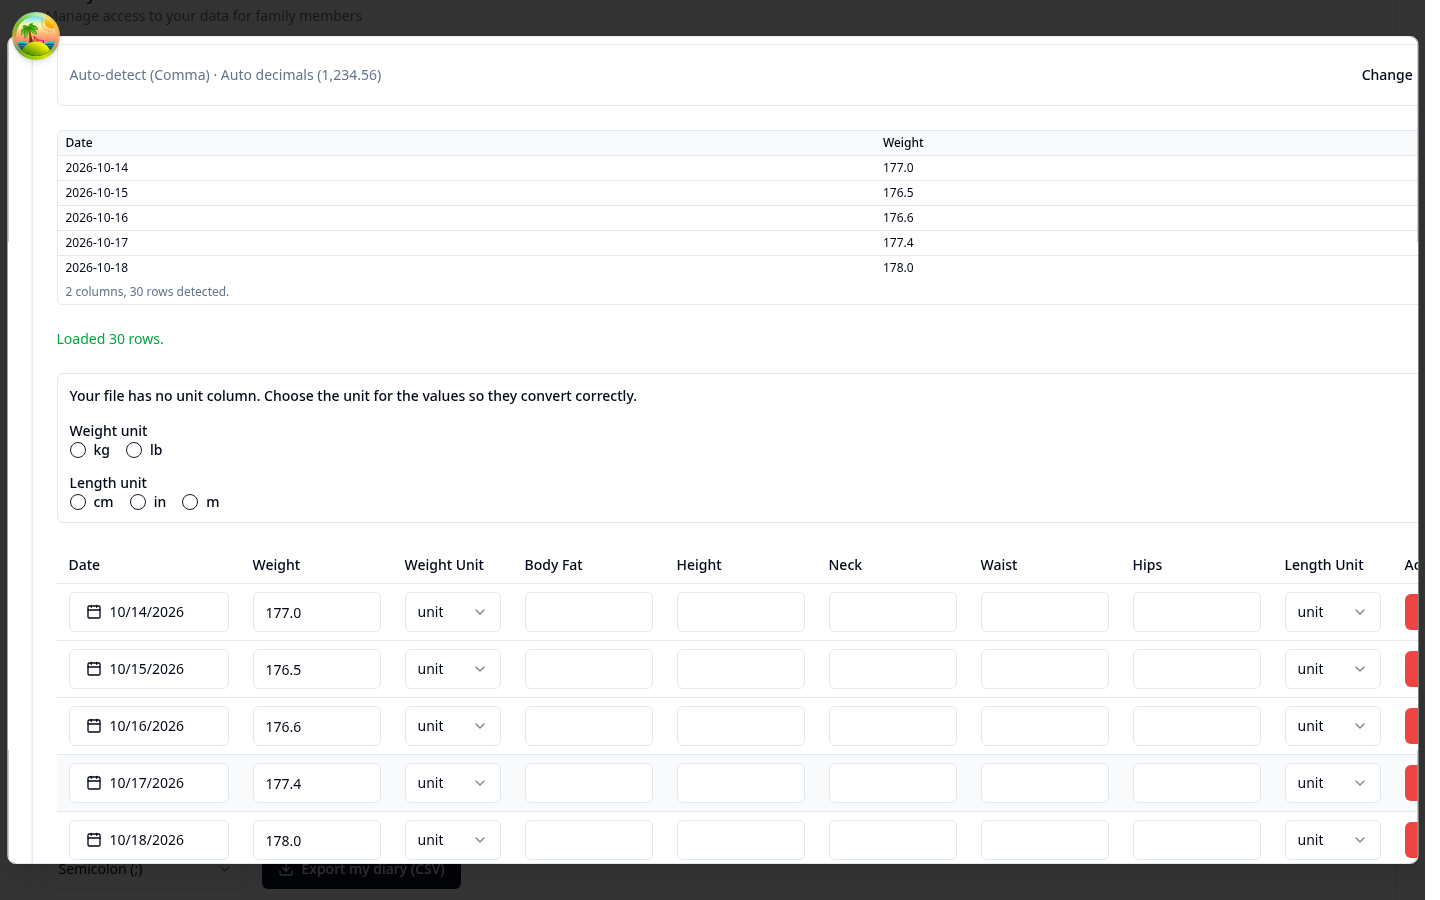 Manage access to your data for family members
Auto-detect (Comma) · Auto decimals (1,234.56)
Change
Date Weight
2026-10-14 177.0
2026-10-15 176.5
2026-10-16 176.6
2026-10-17 177.4
2026-10-18 178.0
2 columns, 30 rows detected.
Loaded 30 rows.
Your file has no unit column. Choose the unit for the values so they convert correctly.
Weight unit
kg lb
Length unit
cm in m
Date Weight Weight Unit Body Fat Height Neck Waist Hips Length Unit
10/14/2026 177.0 unit unit
10/15/2026 176.5 unit unit
10/16/2026 176.6 unit unit
10/17/2026 177.4 unit unit
10/18/2026 178.0 unit unit
Semicolon (;) Export my diary (CSV)